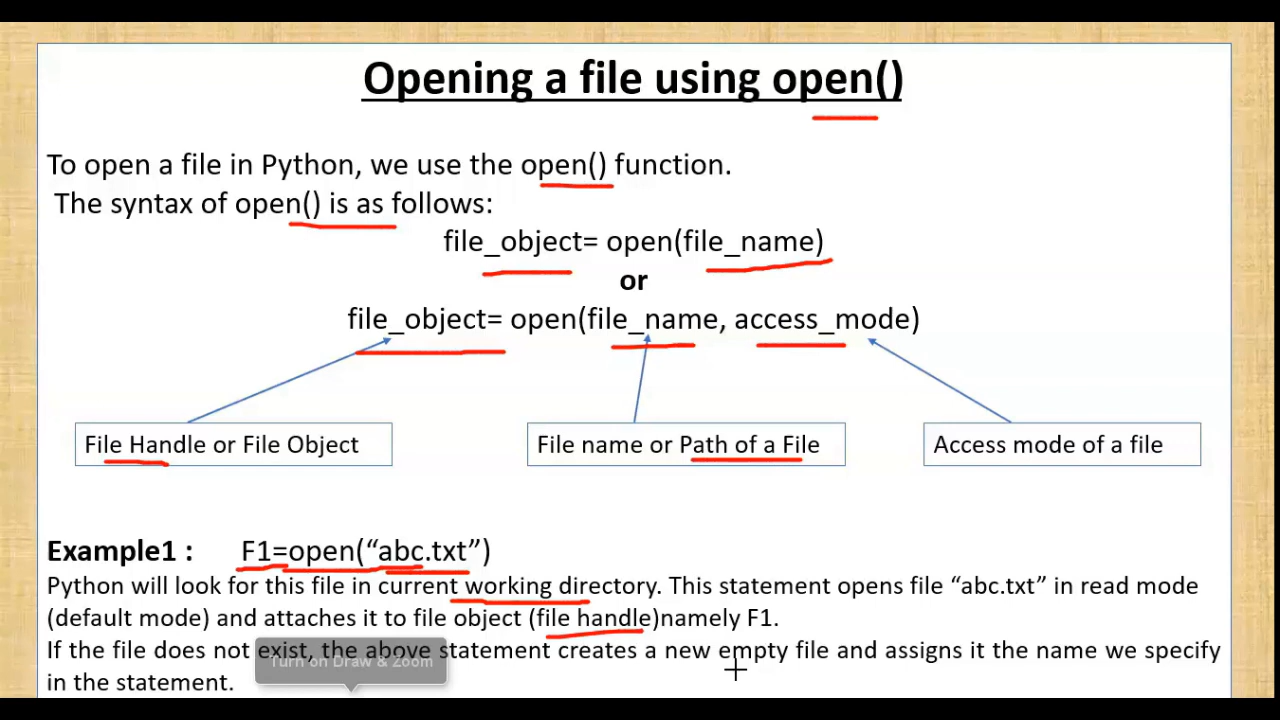 Opening a file using open()
To open a file in Python, we use the open() function.
The syntax of open() is as follows:
file_object= open(file_name)
or
file_object= open(file_name, access_mode)
File Handle or File Object
File name or Path of a File
Access mode of a file
Example1 : F1=open(“abc.txt”)
Python will look for this file in current working directory. This statement opens file “abc.txt” in read mode
(default mode) and attaches it to file object (file handle)namely F1.
If the file does not exist, the above statement creates a new empty file and assigns it the name we specify
Turn on Draw & Zoom
in the statement.